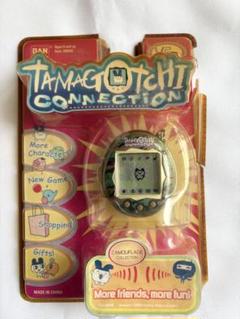 BAN
TAMAGOTCHI
CONNECTION
More
Characters
New Games
Shopping!
Gifts!
CAMOUFLAGE
COLLECTION
More friends, more fun!
MADE IN CHINA